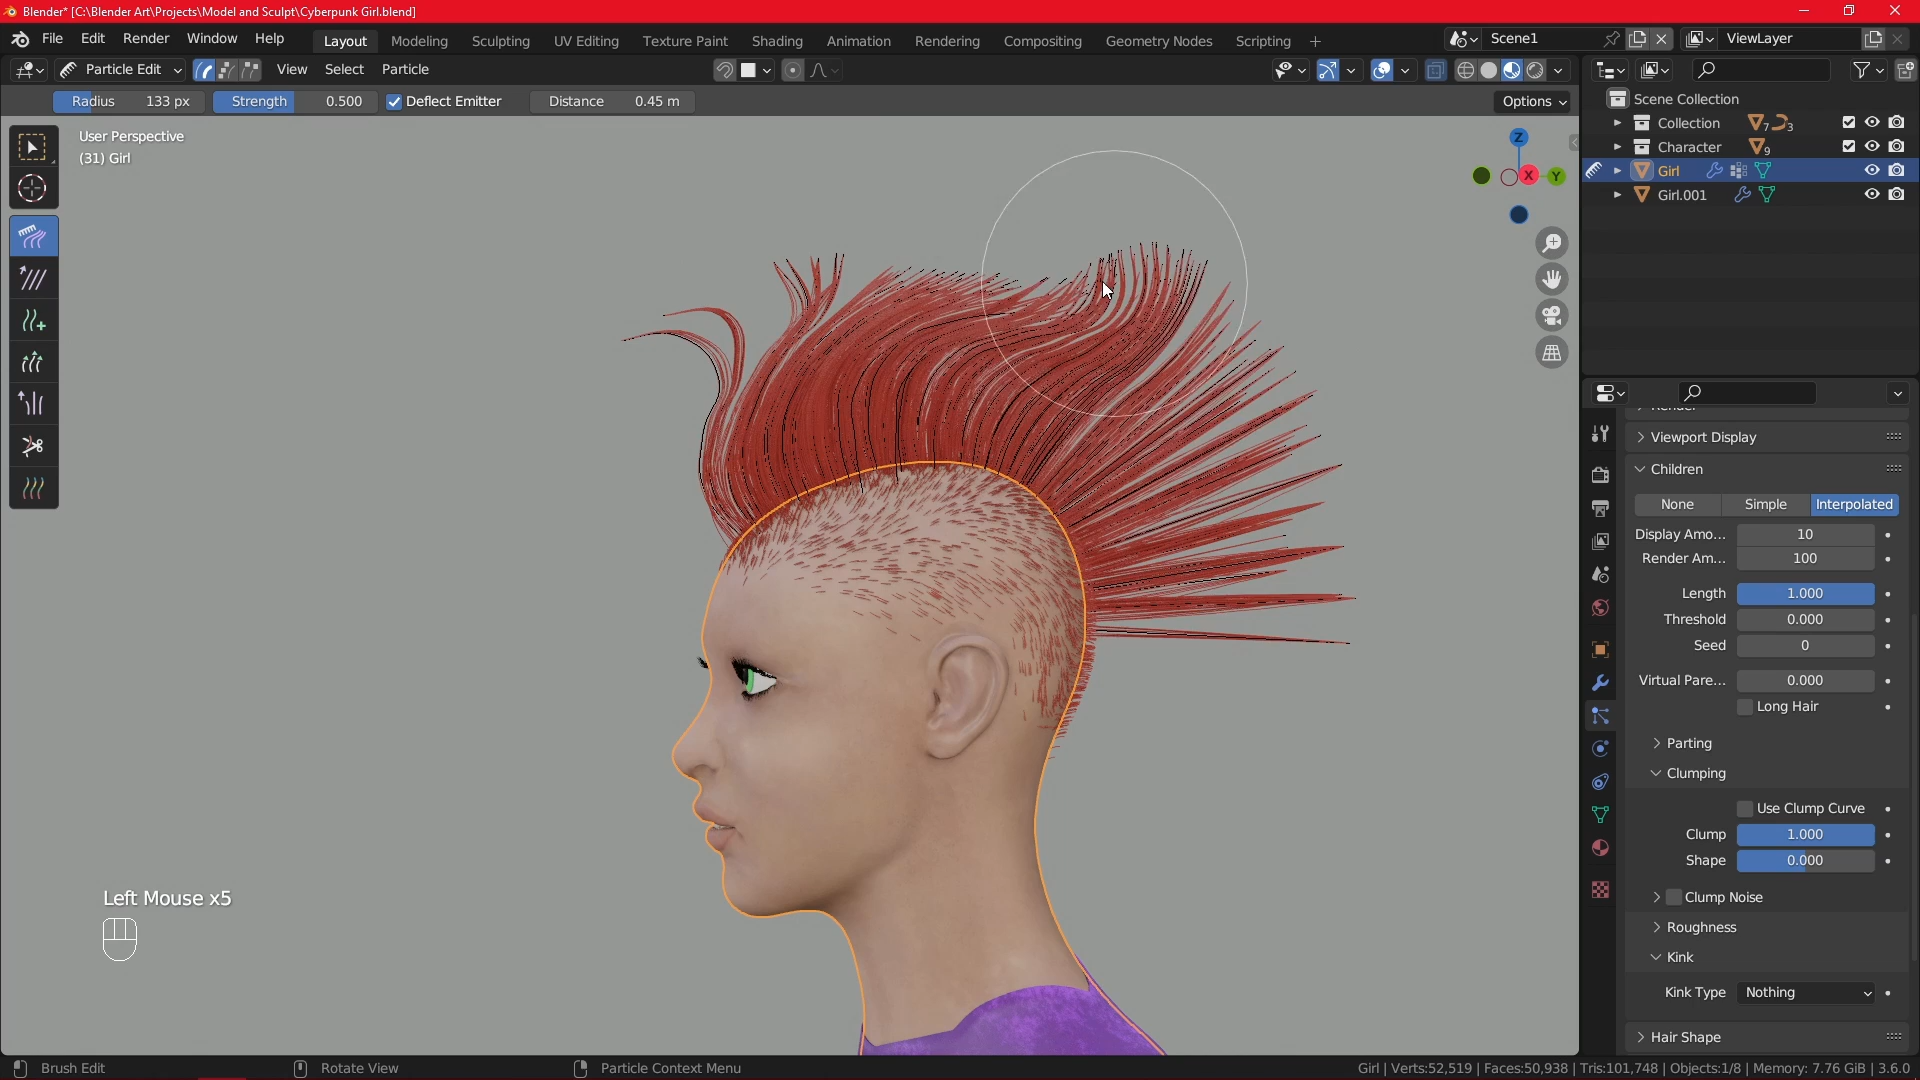 Blender* [C:\Blender Art\Projects\Model and Sculpt\Cyberpunk Girl.blend]
File Edit Render Window Help Layout Modeling Sculpting UV Editing Texture Paint Shading Animation Rendering Compositing Geometry Nodes Scripting + Scene1 ViewLayer
Particle Edit View Select Particle
Radius 133 px Strength 0.500 Deflect Emitter Distance 0.45 m Options
User Perspective
(31) Girl
Z
X
Y
Scene Collection
Collection 7 3
Character 9
Girl
Girl.001
Render
Viewport Display
Children
None Simple Interpolated
Display Amo... 10
Render Am... 100
Length 1.000
Threshold 0.000
Seed 0
Virtual Pare... 0.000
Long Hair
Parting
Clumping
Use Clump Curve
Clump 1.000
Shape 0.000
Clump Noise
Roughness
Kink
Kink Type Nothing
Hair Shape
Left Mouse x5
Brush Edit Rotate View Particle Context Menu Girl | Verts:52,519 | Faces:50,938 | Tris:101,748 | Objects:1/8 | Memory: 7.76 GiB | 3.6.0